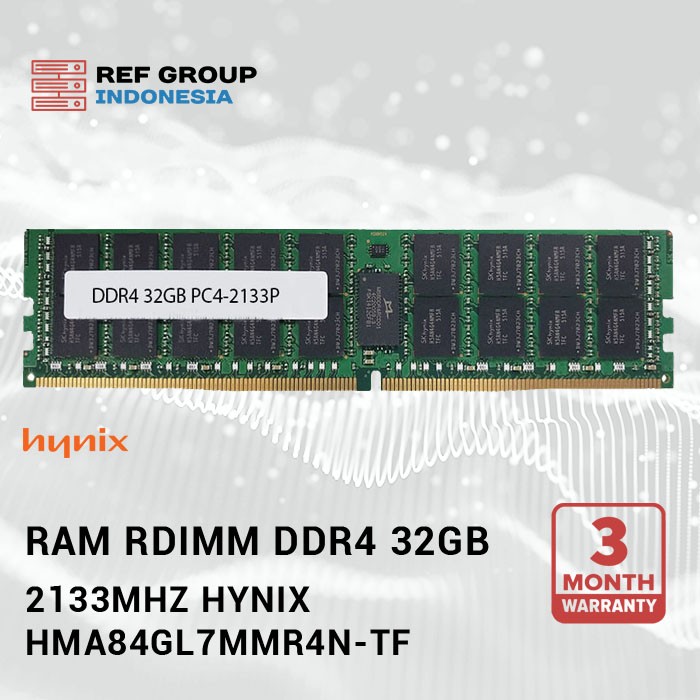 REF GROUP
INDONESIA
DDR4 32GB PC4-2133P
hynix
RAM RDIMM DDR4 32GB
2133MHZ HYNIX
HMA84GL7MMR4N-TF
3
MONTH
WARRANTY